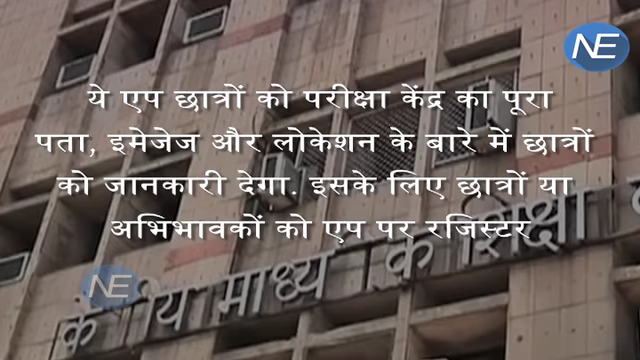 NE
ये एप छात्रों को परीक्षा केंद्र का पूरा
पता, इमेजेज और लोकेशन के बारे में छात्रों
को जानकारी देगा. इसके लिए छात्रों या
अभिभावकों को एप पर रजिस्टर
NE
माध्य क शिक्षा